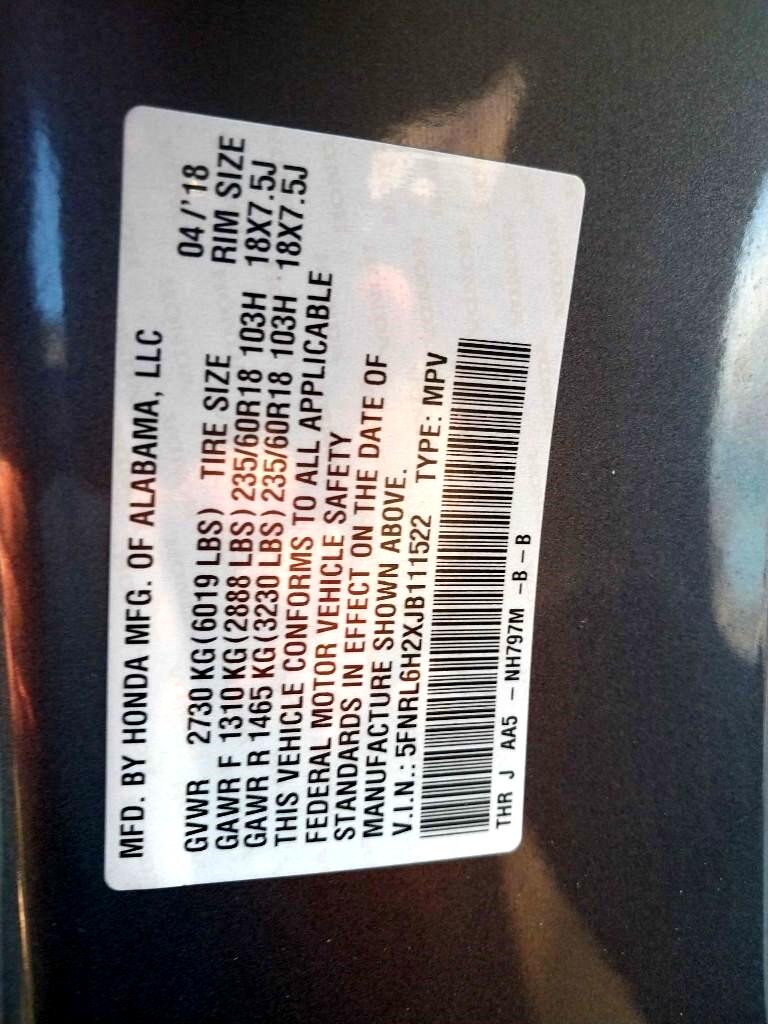 MFD. BY HONDA MFG. OF ALABAMA, LLC 04/'18
GVWR 2730 KG(6019 LBS) TIRE SIZE RIM SIZE
GAWR F 1310 KG(2888 LBS)235/60R18 103H 18X7.5J
GAWR R 1465 KG(3230 LBS)235/60R18 103H 18X7.5J
THIS VEHICLE CONFORMS TO ALL APPLICABLE
FEDERAL MOTOR VEHICLE SAFETY
STANDARDS IN EFFECT ON THE DATE OF
MANUFACTURE SHOWN ABOVE.
V.I.N.: 5FNRL6H2XJB111522 TYPE: MPV
THR J AA5 - NH797M -B-B